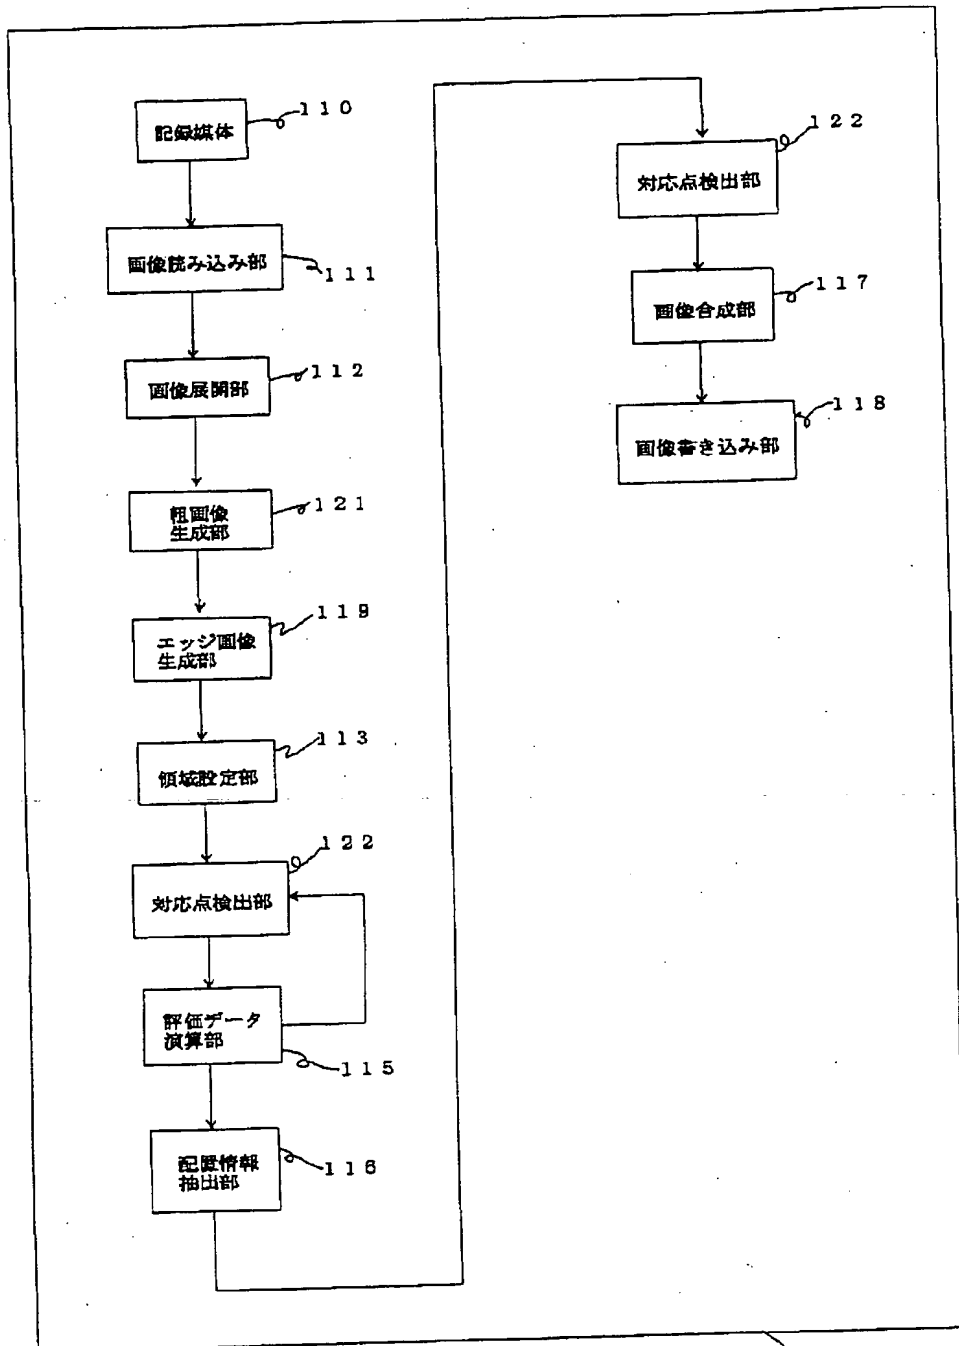 記録媒体
110
画像読み込み部
111
画像展開部
112
粗画像
生成部
121
エッジ画像
生成部
119
領域設定部
113
対応点検出部
122
評価データ
演算部
115
配置情報
抽出部
116
対応点検出部
122
画像合成部
117
画像書き込み部
118